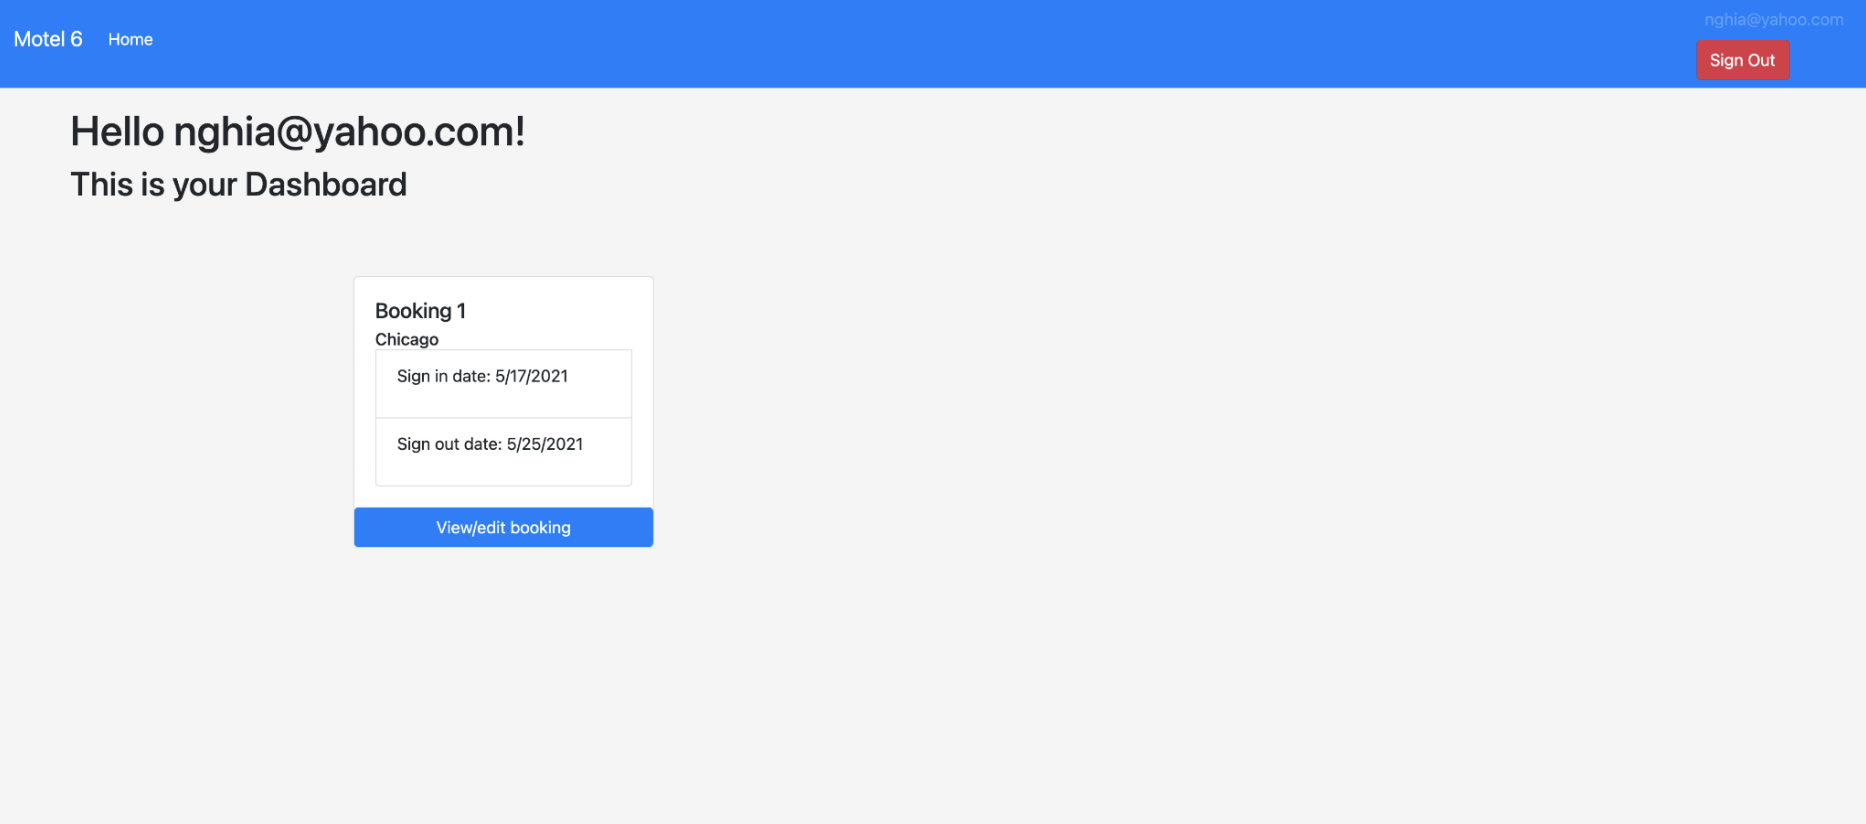 Motel 6
Home
nghia@yahoo.com
Sign Out
Hello nghia@yahoo.com!
This is your Dashboard
Booking 1
Chicago
Sign in date: 5/17/2021
Sign out date: 5/25/2021
View/edit booking